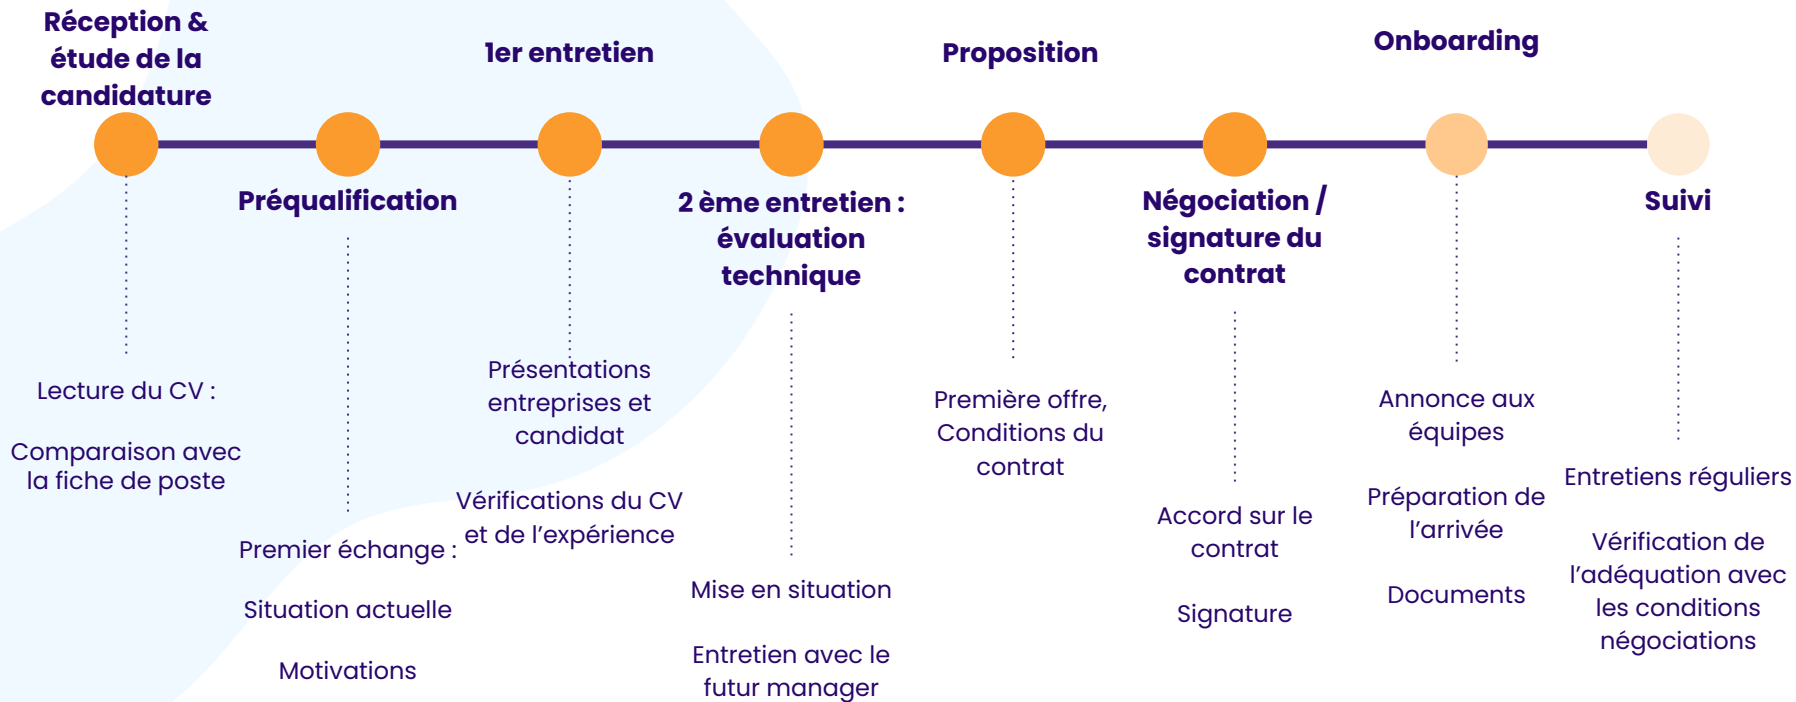 Réception &
étude de la
candidature
Lecture du CV :
Comparaison avec
la fiche de poste
Préqualification
Premier échange :
Situation actuelle
Motivations
1er entretien
Présentations
entreprises et
candidat
Vérifications du CV
et de l’expérience
2 ème entretien :
évaluation
technique
Mise en situation
Entretien avec le
futur manager
Proposition
Première offre,
Conditions du
contrat
Négociation /
signature du
contrat
Accord sur le
contrat
Signature
Onboarding
Annonce aux
équipes
Préparation de
l’arrivée
Documents
Suivi
Entretiens réguliers
Vérification de
l’adéquation avec
les conditions
négociations